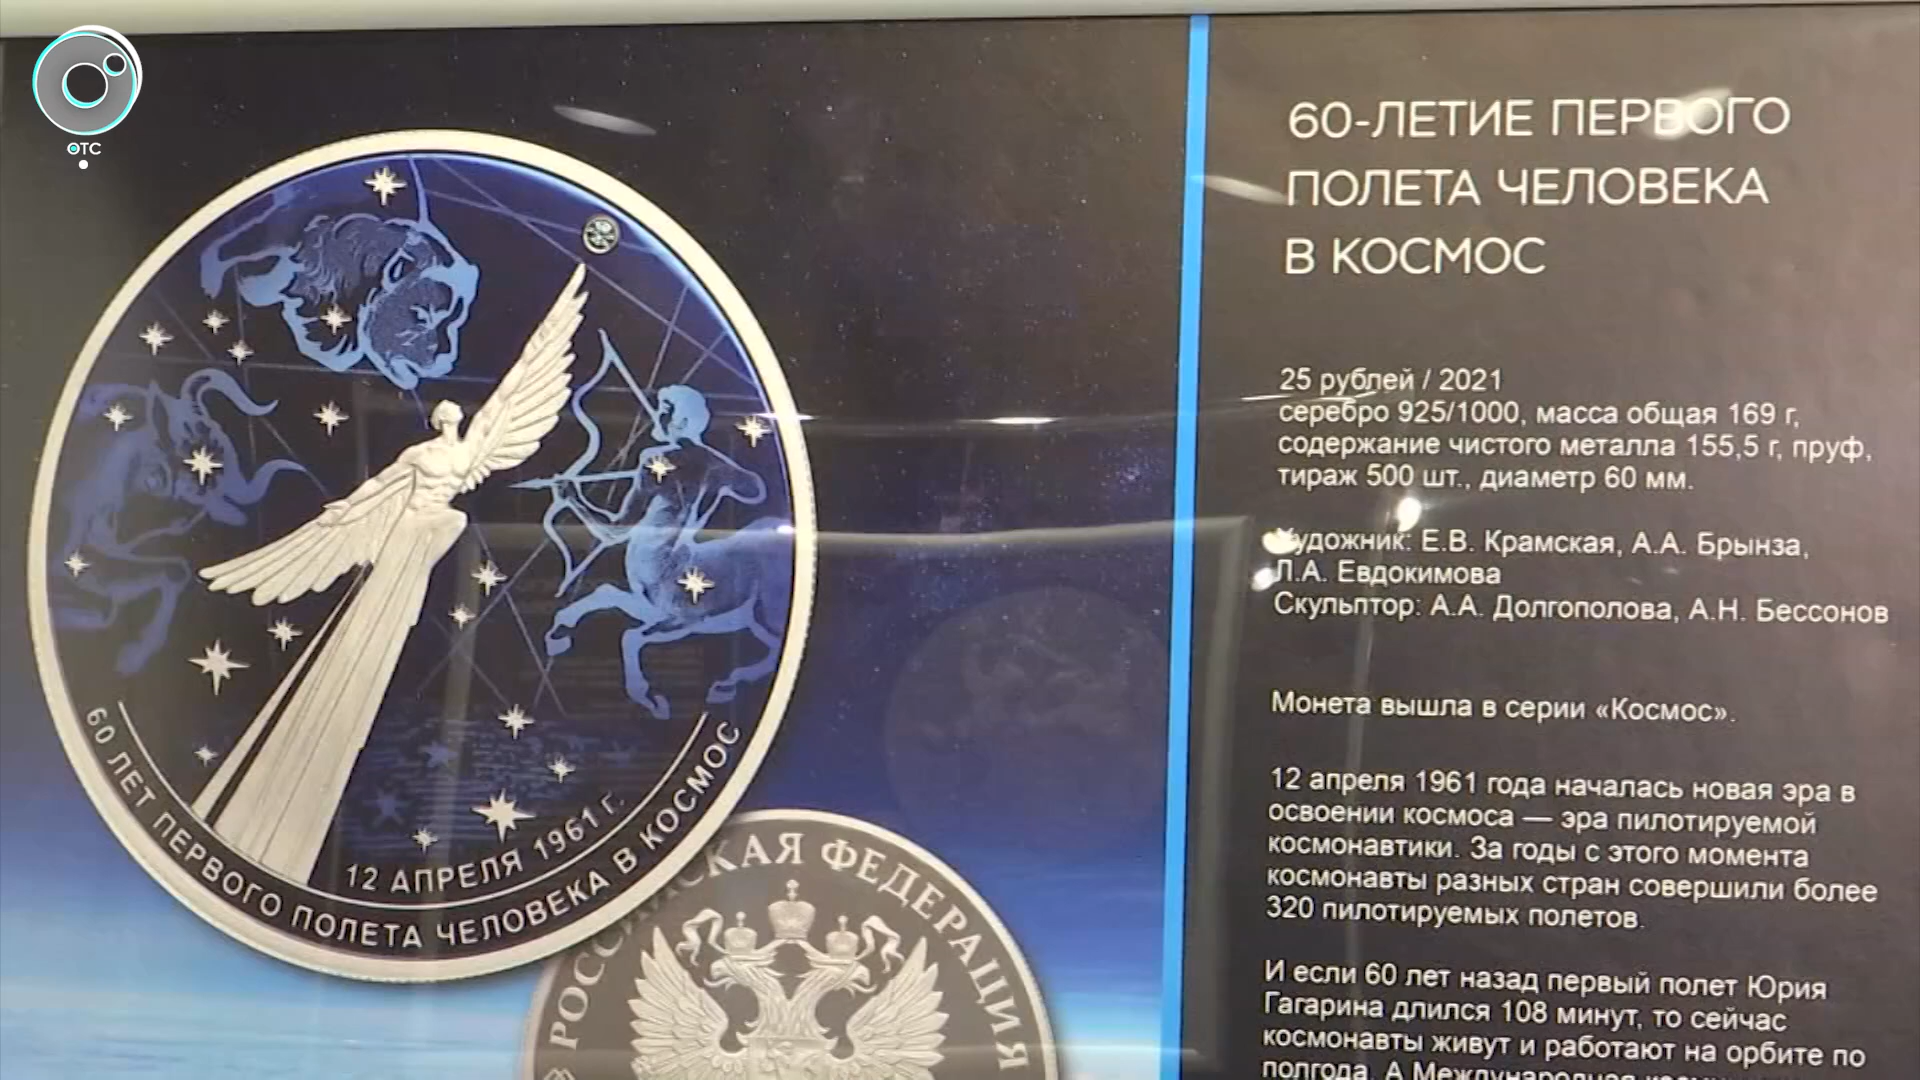 ОТС
60-ЛЕТИЕ ПЕРВОГО
ПОЛЕТА ЧЕЛОВЕКА
В КОСМОС
25 рублей / 2021
серебро 925/1000, масса общая 169 г,
содержание чистого металла 155,5 г, пруф,
тираж 500 шт., диаметр 60 мм.
Художник: Е.В. Крамская, А.А. Брынза,
Л.А. Евдокимова
Скульптор: А.А. Долгополова, А.Н. Бессонов
Монета вышла в серии «Космос».
12 апреля 1961 года началась новая эра в
освоении космоса — эра пилотируемой
космонавтики. За годы с этого момента
космонавты разных стран совершили более
320 пилотируемых полетов.
И если 60 лет назад первый полет Юрия
Гагарина длился 108 минут, то сейчас
космонавты живут и работают на орбите по
полгода. А Международная
12 АПРЕЛЯ 1961 г.
60 ЛЕТ ПЕРВОГО ПОЛЕТА ЧЕЛОВЕКА В КОСМОС
ФЕДЕРАЦИЯ